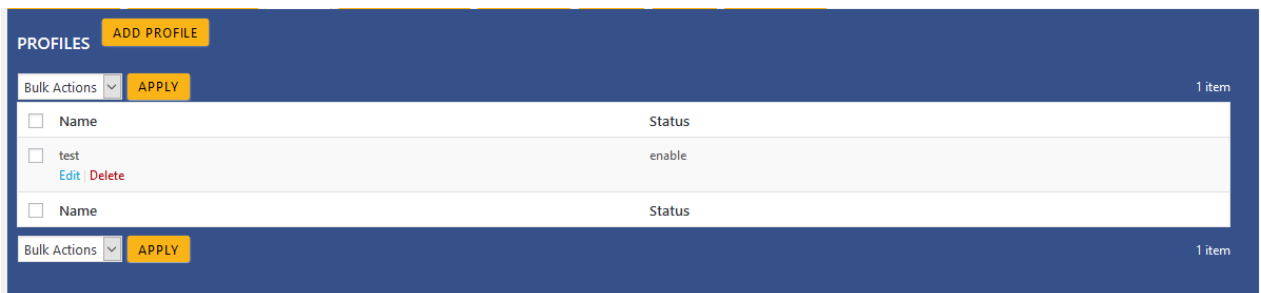 PROFILES ADD PROFILE
Bulk Actions APPLY 1 item
Name Status
test enable
Edit | Delete
Name Status
Bulk Actions APPLY 1 item